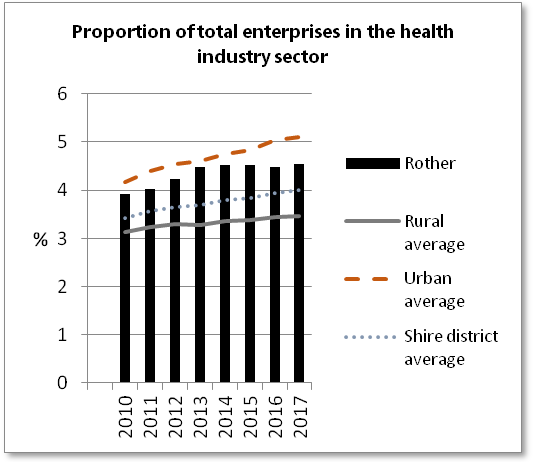 Proportion of total enterprises in the health
industry sector
6
5
4
3
2
1
0
%
2010
2011
2012
2013
2014
2015
2016
2017
Rother
Rural
average
Urban
average
Shire district
average